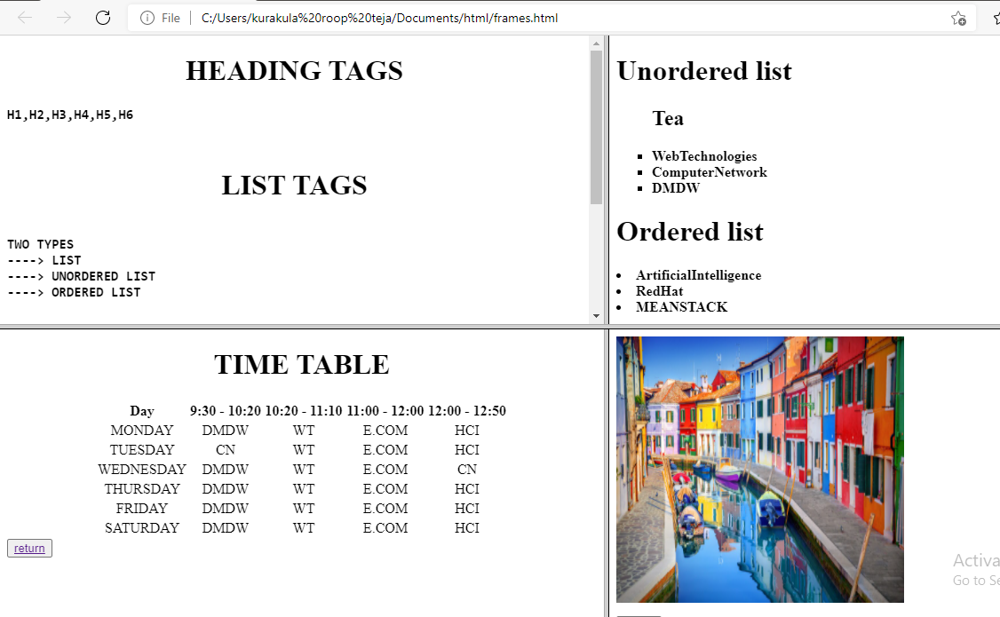 File C:/Users/kurakula%20roop%20teja/Documents/html/frames.html
HEADING TAGS
H1,H2,H3,H4,H5,H6
LIST TAGS
TWO TYPES
----> LIST
----> UNORDERED LIST
----> ORDERED LIST
Unordered list
Tea
WebTechnologies
ComputerNetwork
DMDW
Ordered list
ArtificialIntelligence
RedHat
MEANSTACK
TIME TABLE
Day 9:30 - 10:20 10:20 - 11:10 11:00 - 12:00 12:00 - 12:50
MONDAY DMDW WT E.COM HCI
TUESDAY CN WT E.COM HCI
WEDNESDAY DMDW WT E.COM CN
THURSDAY DMDW WT E.COM HCI
FRIDAY DMDW WT E.COM HCI
SATURDAY DMDW WT E.COM HCI
return
Activa
Go to Se